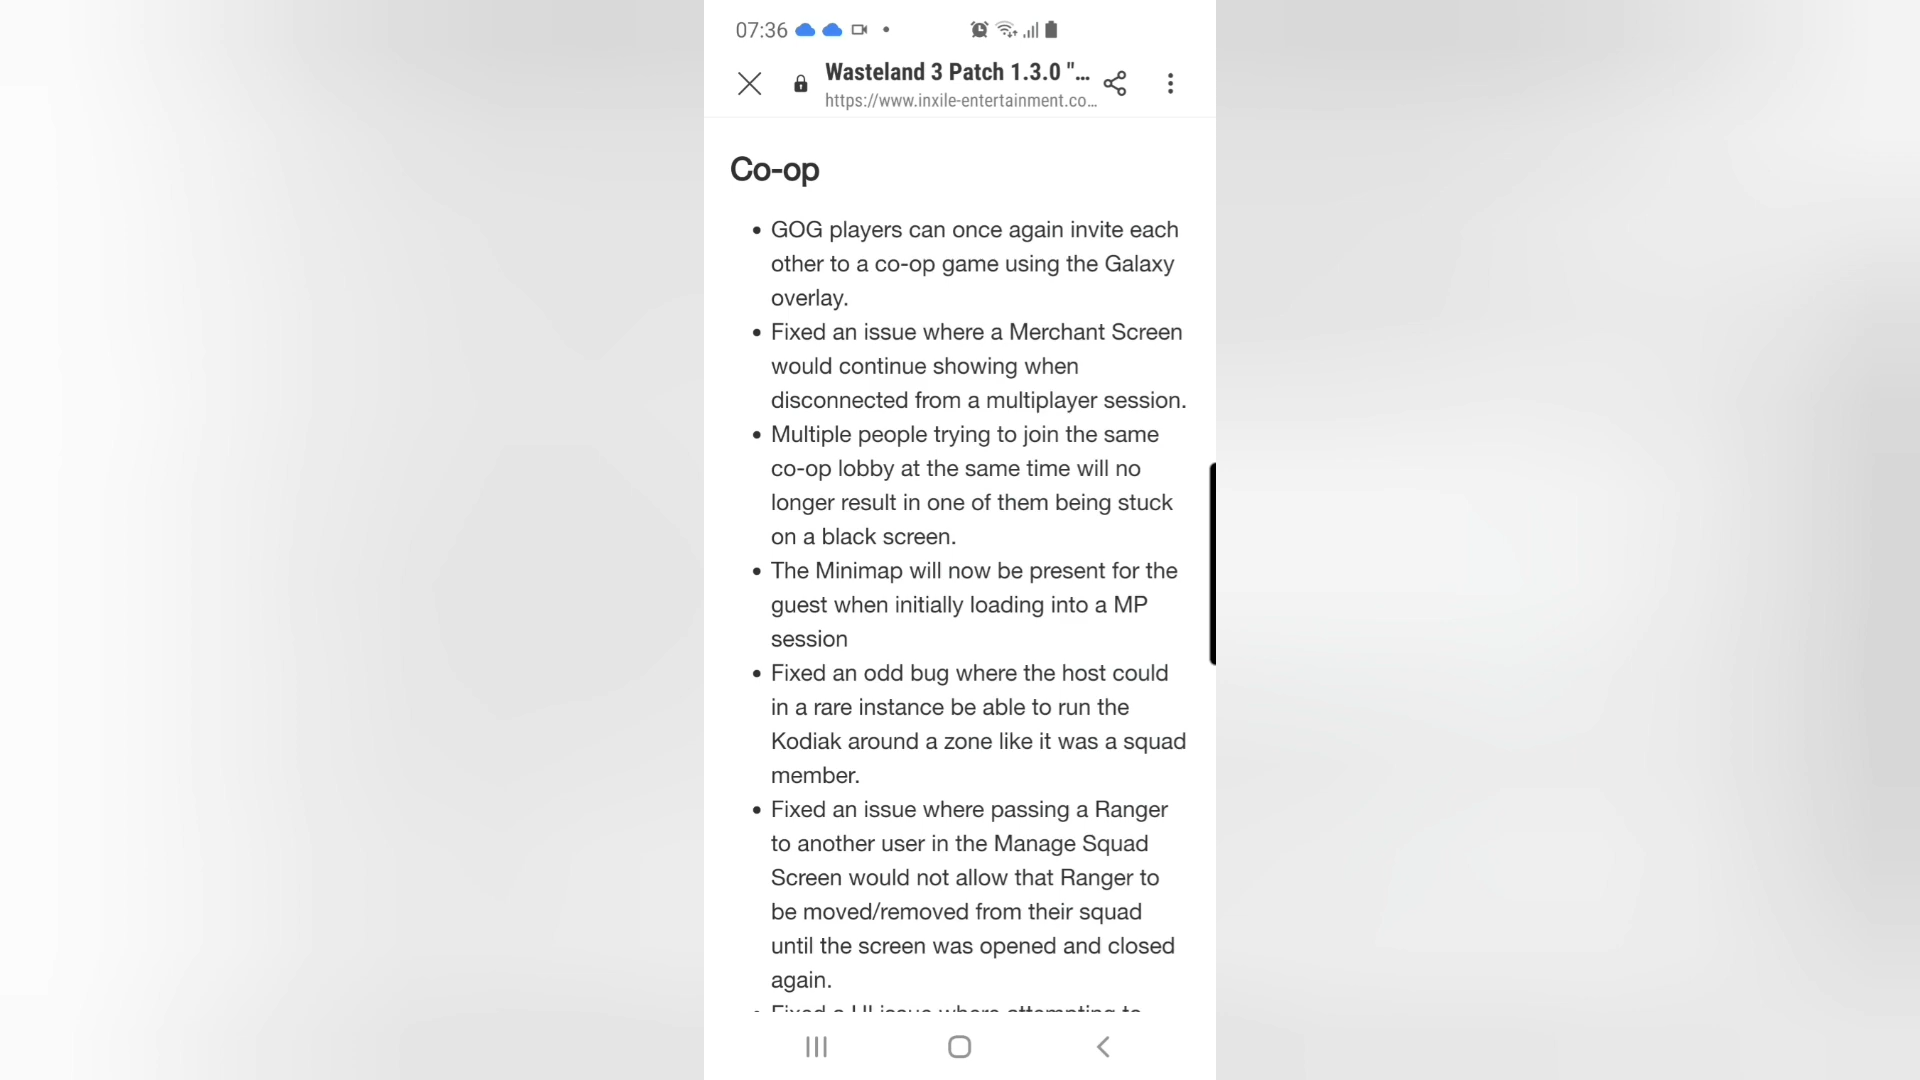 07:36
Wasteland 3 Patch 1.3.0 "...
https://www.inxile-entertainment.co...
Co-op
• GOG players can once again invite each
other to a co-op game using the Galaxy
overlay.
• Fixed an issue where a Merchant Screen
would continue showing when
disconnected from a multiplayer session.
• Multiple people trying to join the same
co-op lobby at the same time will no
longer result in one of them being stuck
on a black screen.
• The Minimap will now be present for the
guest when initially loading into a MP
session
• Fixed an odd bug where the host could
in a rare instance be able to run the
Kodiak around a zone like it was a squad
member.
• Fixed an issue where passing a Ranger
to another user in the Manage Squad
Screen would not allow that Ranger to
be moved/removed from their squad
until the screen was opened and closed
again.
• Fixed a UI issue where attempting to